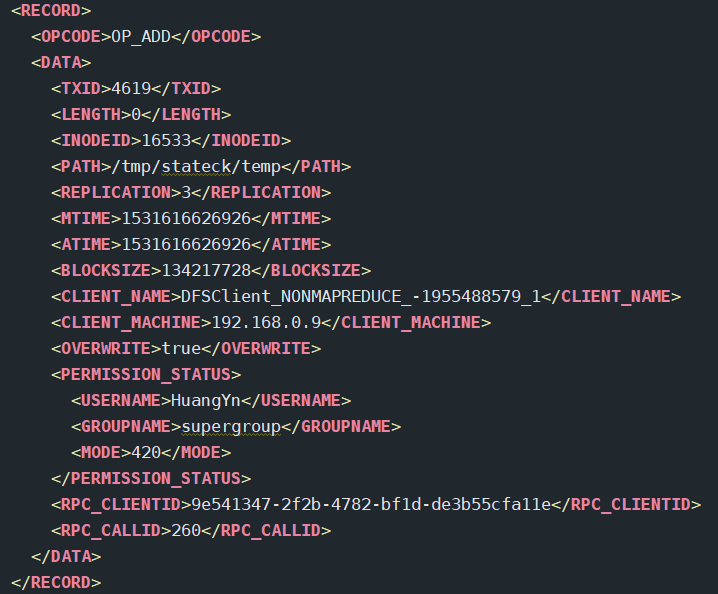 <RECORD>
<OPCODE>OP_ADD</OPCODE>
<DATA>
<TXID>4619</TXID>
<LENGTH>0</LENGTH>
<INODEID>16533</INODEID>
<PATH>/tmp/stateck/temp</PATH>
<REPLICATION>3</REPLICATION>
<MTIME>1531616626926</MTIME>
<ATIME>1531616626926</ATIME>
<BLOCKSIZE>134217728</BLOCKSIZE>
<CLIENT_NAME>DFSClient_NONMAPREDUCE_-1955488579_1</CLIENT_NAME>
<CLIENT_MACHINE>192.168.0.9</CLIENT_MACHINE>
<OVERWRITE>true</OVERWRITE>
<PERMISSION_STATUS>
<USERNAME>HuangYn</USERNAME>
<GROUPNAME>supergroup</GROUPNAME>
<MODE>420</MODE>
</PERMISSION_STATUS>
<RPC_CLIENTID>9e541347-2f2b-4782-bf1d-de3b55cfa11e</RPC_CLIENTID>
<RPC_CALLID>260</RPC_CALLID>
</DATA>
</RECORD>